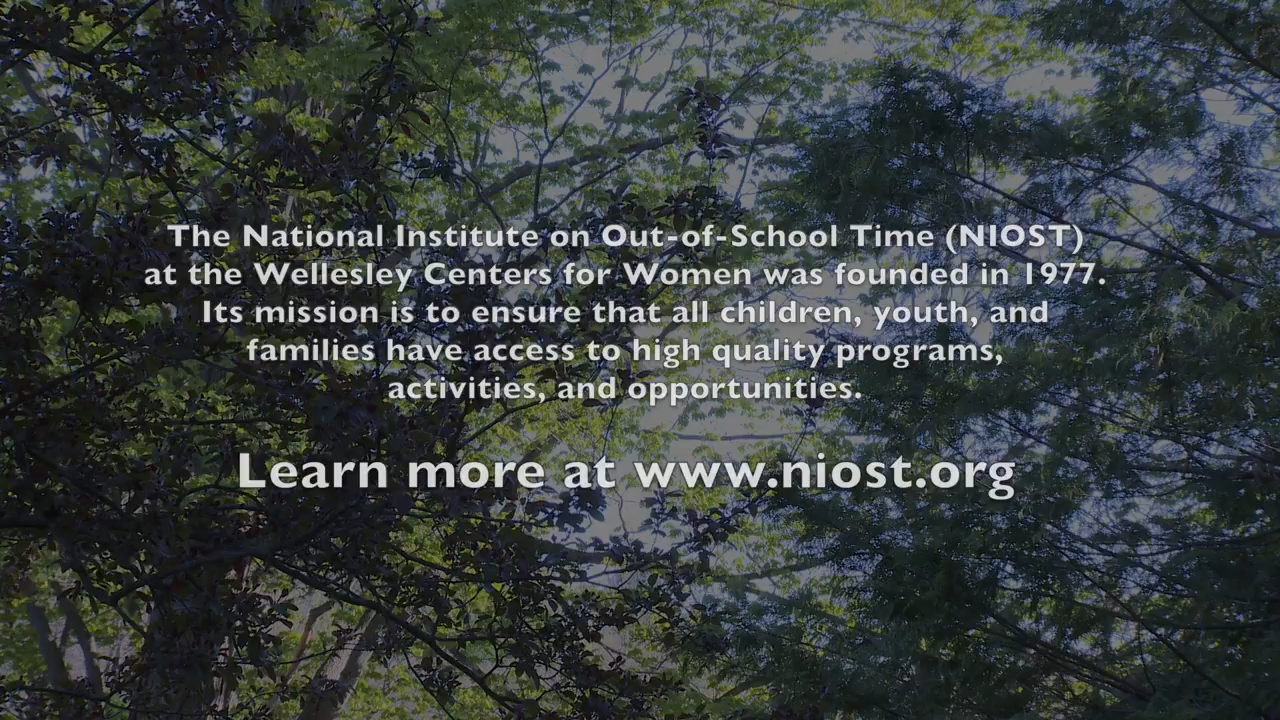 The National Institute on Out-of-School Time (NIOST)
at the Wellesley Centers for Women was founded in 1977.
Its mission is to ensure that all children, youth, and
families have access to high quality programs,
activities, and opportunities.
Learn more at www.niost.org